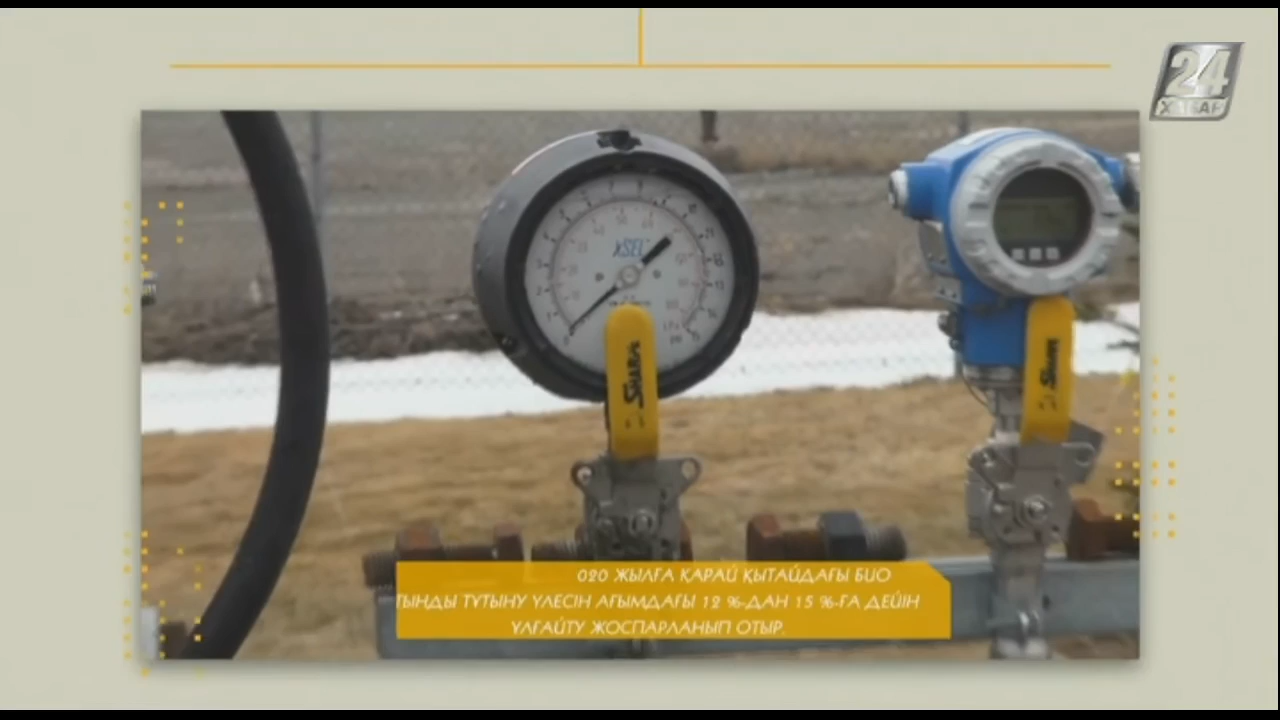 24
ХАБАР
XSEL
020 ЖЫЛҒА ҚАРАЙ ҚЫТАЙДАҒЫ БИО
ТЫНДЫ ТҰТЫНУ ҮЛЕСІН АҒЫМДАҒЫ 12 %-ДАН 15 %-ҒА ДЕЙІН
ҰЛҒАЙТУ ЖОСПАРЛАНЫП ОТЫР.